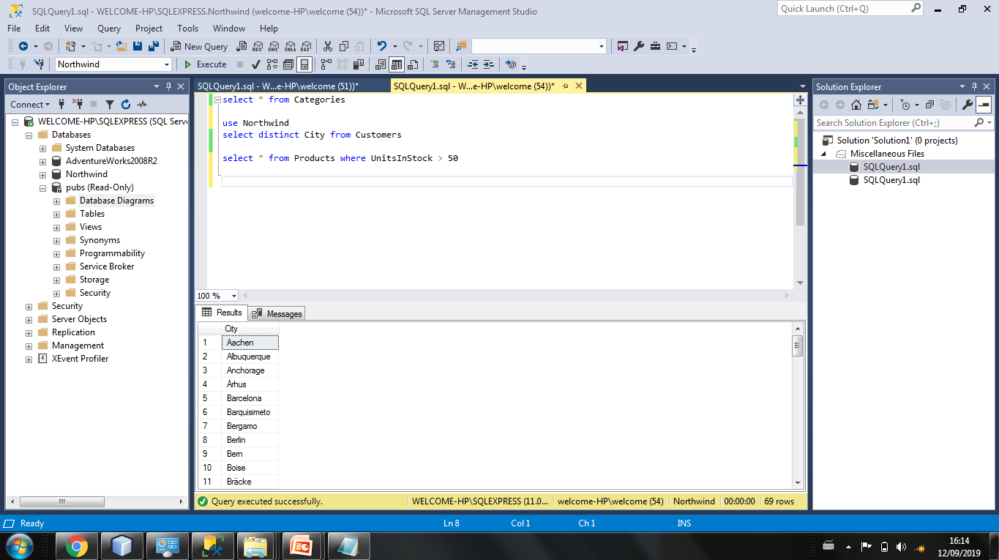 SQLQuery1.sql - WELCOME-HP\SQLEXPRESS.Northwind (welcome-HP\welcome (54))* - Microsoft SQL Server Management Studio
Quick Launch (Ctrl+Q)
File Edit View Query Project Tools Window Help
New Query
MDX DMX XMLA DAX
Northwind
Execute
Object Explorer
Connect
WELCOME-HP\SQLEXPRESS (SQL Serv
Databases
System Databases
AdventureWorks2008R2
Northwind
pubs (Read-Only)
Database Diagrams
Tables
Views
Synonyms
Programmability
Service Broker
Storage
Security
Security
Server Objects
Replication
Management
XEvent Profiler
SQLQuery1.sql - W...e-HP\welcome (51))*
SQLQuery1.sql - W...e-HP\welcome (54))*
select * from Categories
use Northwind
select distinct City from Customers
select * from Products where UnitsInStock > 50
100 %
Results
Messages
City
1 Aachen
2 Albuquerque
3 Anchorage
4 Århus
5 Barcelona
6 Barquisimeto
7 Bergamo
8 Berlin
9 Bern
10 Boise
11 Bräcke
Query executed successfully.
WELCOME-HP\SQLEXPRESS (11.0...
welcome-HP\welcome (54)
Northwind
00:00:00
69 rows
Solution Explorer
Search Solution Explorer (Ctrl+;)
Solution 'Solution1' (0 projects)
Miscellaneous Files
SQLQuery1.sql
SQLQuery1.sql
Ready
Ln 8
Col 1
Ch 1
INS
16:14
12/09/2019